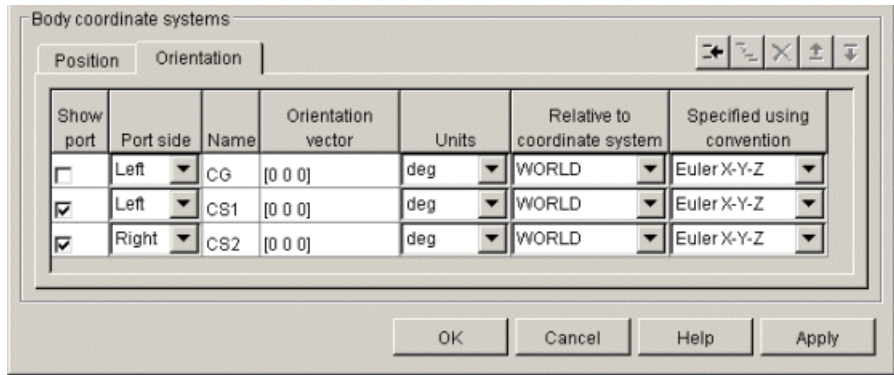 Body coordinate systems
Position Orientation
Show port Port side Name Orientation vector Units Relative to coordinate system Specified using convention
Left CG [0 0 0] deg WORLD Euler X-Y-Z
Left CS1 [0 0 0] deg WORLD Euler X-Y-Z
Right CS2 [0 0 0] deg WORLD Euler X-Y-Z
OK Cancel Help Apply